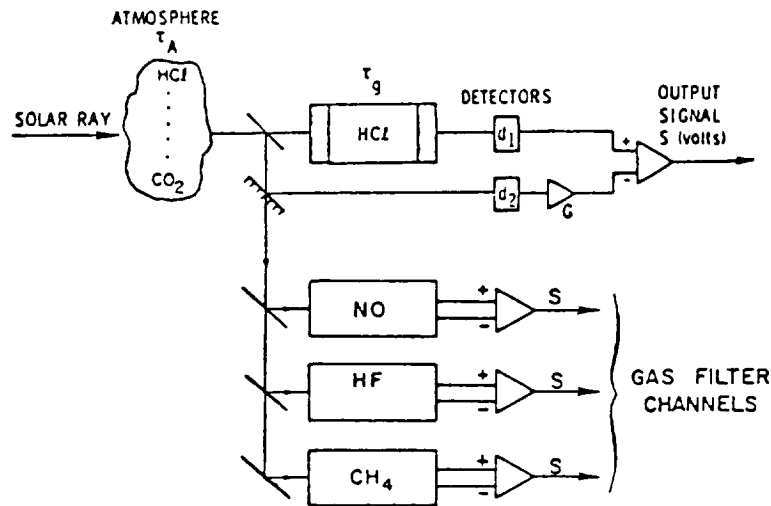 ATMOSPHERE
τA
HCl
CO2
SOLAR RAY
τg
HCl
DETECTORS
d1
d2
G
+
-
OUTPUT
SIGNAL
S (volts)
NO
+
-
S
HF
+
-
S
CH4
+
-
S
GAS FILTER
CHANNELS